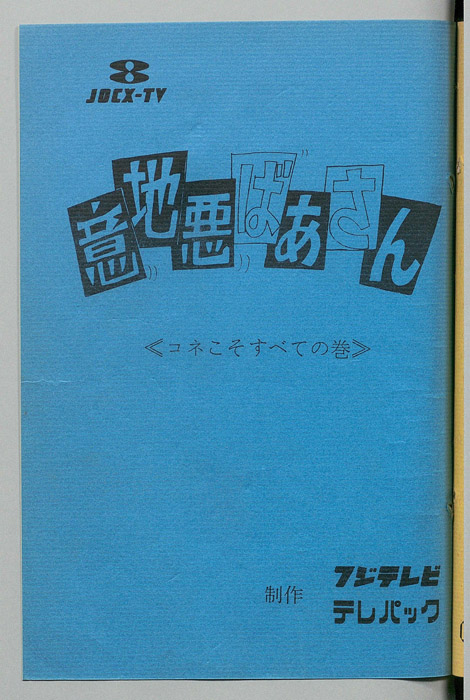 JOCX-TV
意地悪ばあさん
≪コネこそすべての巻≫
制作
フジテレビ
テレパック